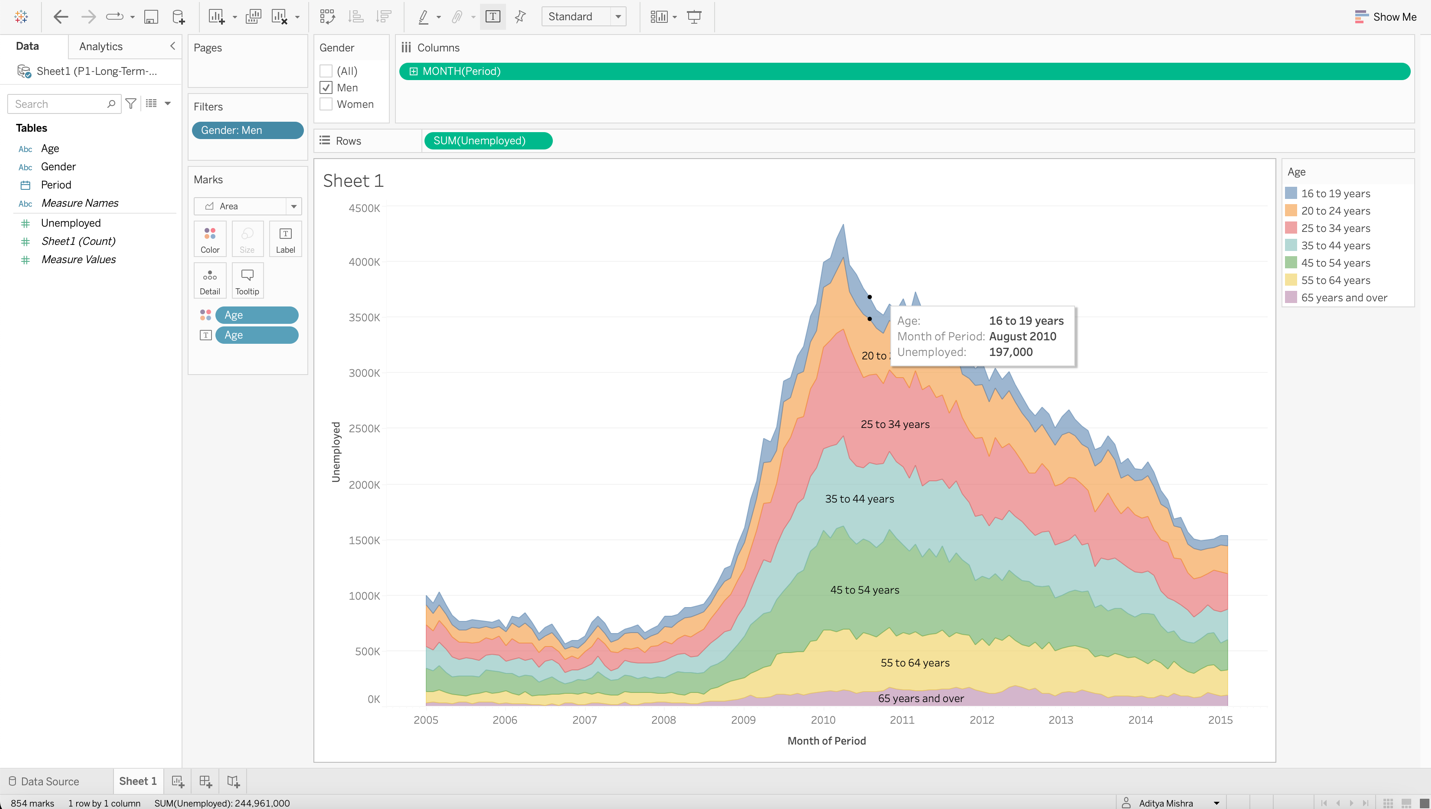 Standard
Show Me
Data
Analytics
Sheet1 (P1-Long-Term-...
Search
Tables
Abc Age
Abc Gender
Period
Abc Measure Names
# Unemployed
# Sheet1 (Count)
# Measure Values
Pages
Filters
Gender: Men
Marks
Area
Color
Size
T
Label
Detail
Tooltip
Age
T Age
Gender
(All)
Men
Women
Columns
MONTH(Period)
Rows
SUM(Unemployed)
Sheet 1
4500K
4000K
3500K
3000K
2500K
2000K
1500K
1000K
500K
0K
Unemployed
20 to
25 to 34 years
35 to 44 years
45 to 54 years
55 to 64 years
65 years and over
Age: 16 to 19 years
Month of Period: August 2010
Unemployed: 197,000
2005 2006 2007 2008 2009 2010 2011 2012 2013 2014 2015
Month of Period
Age
16 to 19 years
20 to 24 years
25 to 34 years
35 to 44 years
45 to 54 years
55 to 64 years
65 years and over
Data Source
Sheet 1
854 marks 1 row by 1 column SUM(Unemployed): 244,961,000
Aditya Mishra